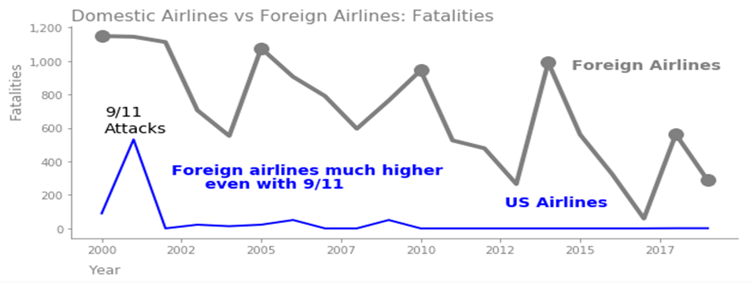 Domestic Airlines vs Foreign Airlines: Fatalities
1,200
1,000
800
600
400
200
0
Fatalities
9/11
Attacks
Foreign Airlines
Foreign airlines much higher
even with 9/11
US Airlines
2000 2002 2005 2007 2010 2012 2015 2017
Year